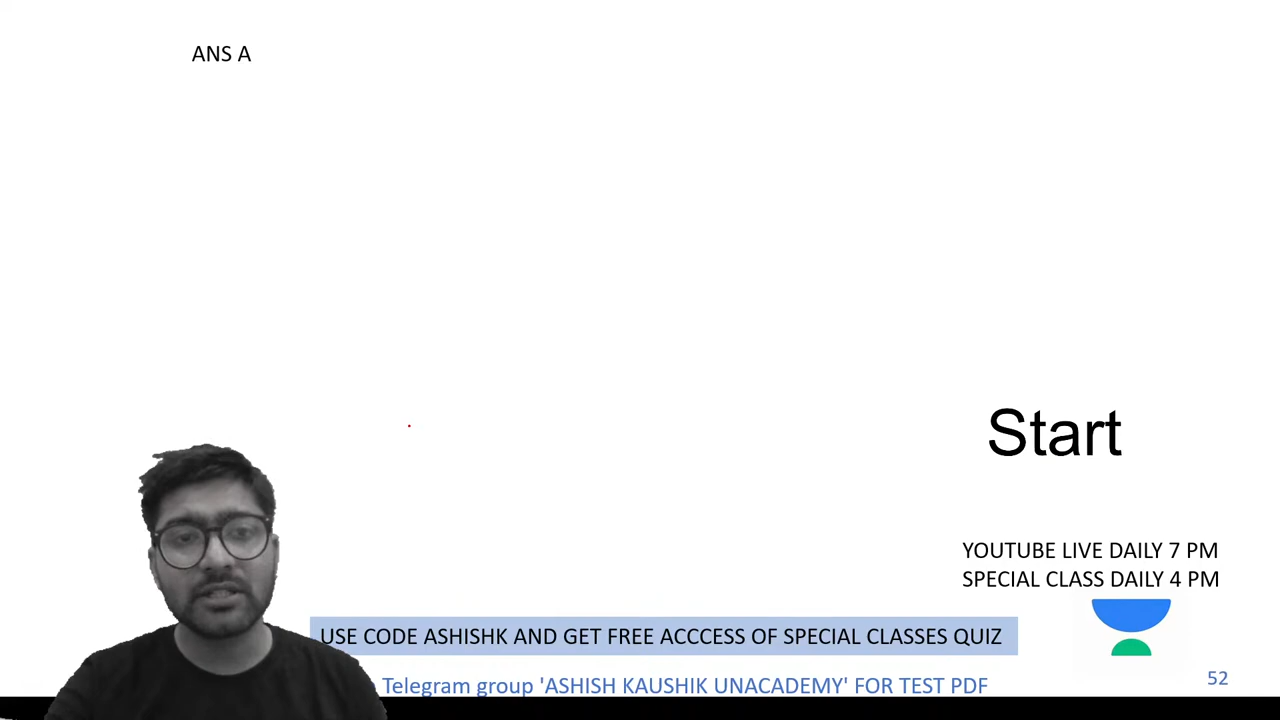 ANS A
Start
YOUTUBE LIVE DAILY 7 PM
SPECIAL CLASS DAILY 4 PM
USE CODE ASHISHK AND GET FREE ACCCESS OF SPECIAL CLASSES QUIZ
Telegram group 'ASHISH KAUSHIK UNACADEMY' FOR TEST PDF
52